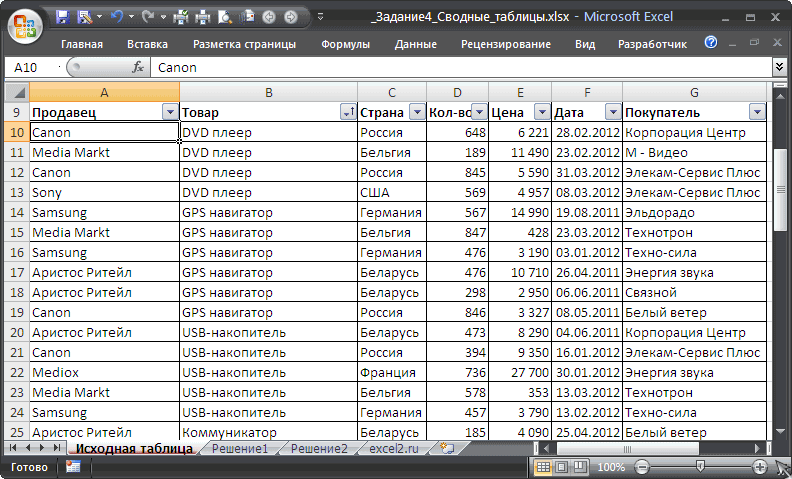 _Задание4_Сводные_таблицы.xlsx - Microsoft Excel
Главная Вставка Разметка страницы Формулы Данные Рецензирование Вид Разработчик
A10 fx Canon
A B C D E F G
9 Продавец Товар Страна Кол-во Цена Дата Покупатель
10 Canon DVD плеер Россия 648 6 221 28.02.2012 Корпорация Центр
11 Media Markt DVD плеер Бельгия 189 11 490 23.02.2012 М - Видео
12 Canon DVD плеер Россия 845 5 590 31.03.2012 Элекам-Сервис Плюс
13 Sony DVD плеер США 569 4 957 08.03.2012 Элекам-Сервис Плюс
14 Samsung GPS навигатор Германия 567 14 990 19.08.2011 Эльдорадо
15 Media Markt GPS навигатор Бельгия 847 428 23.03.2012 Технотрон
16 Samsung GPS навигатор Германия 476 3 190 03.01.2012 Техно-сила
17 Аристос Ритейл GPS навигатор Беларусь 476 10 710 26.04.2011 Энергия звука
18 Аристос Ритейл GPS навигатор Беларусь 298 2 950 06.06.2011 Связной
19 Canon GPS навигатор Россия 846 3 327 08.05.2011 Белый ветер
20 Аристос Ритейл USB-накопитель Беларусь 473 8 290 04.06.2011 Корпорация Центр
21 Canon USB-накопитель Россия 394 9 350 16.01.2012 Элекам-Сервис Плюс
22 Mediox USB-накопитель Франция 736 27 700 30.01.2012 Энергия звука
23 Media Markt USB-накопитель Бельгия 578 353 13.03.2012 Технотрон
24 Samsung USB-накопитель Германия 457 3 790 13.02.2012 Техно-сила
25 Аристос Ритейл Коммуникатор Беларусь 185 4 090 25.04.2012 Белый ветер
Исходная таблица Решение1 Решение2 excel2.ru
Готово 100%